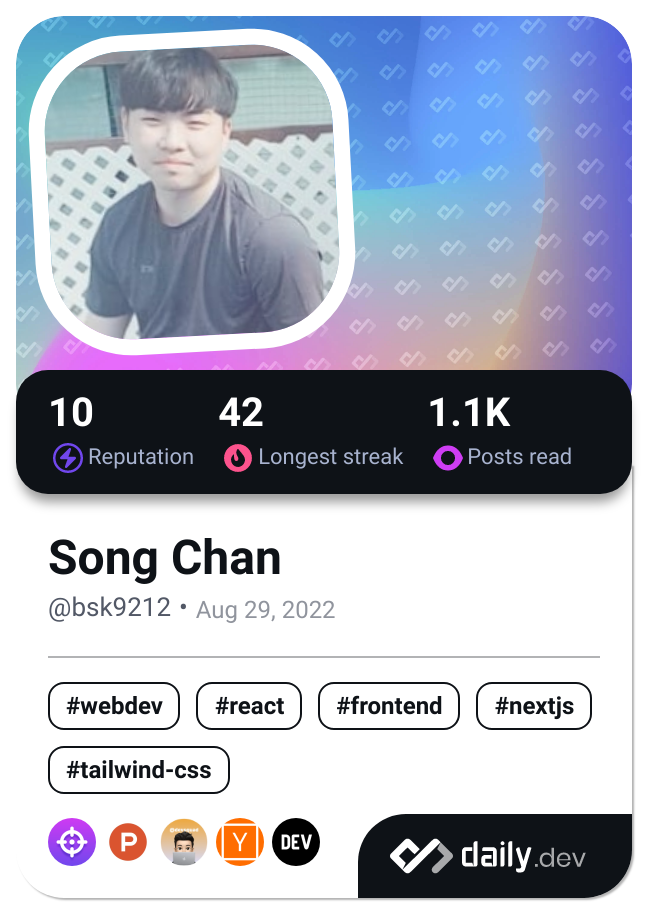 10 42 1.1K
Reputation Longest streak Posts read
Song Chan
@bsk9212 • Aug 29, 2022
#webdev #react #frontend #nextjs
#tailwind-css
P Y DEV daily.dev